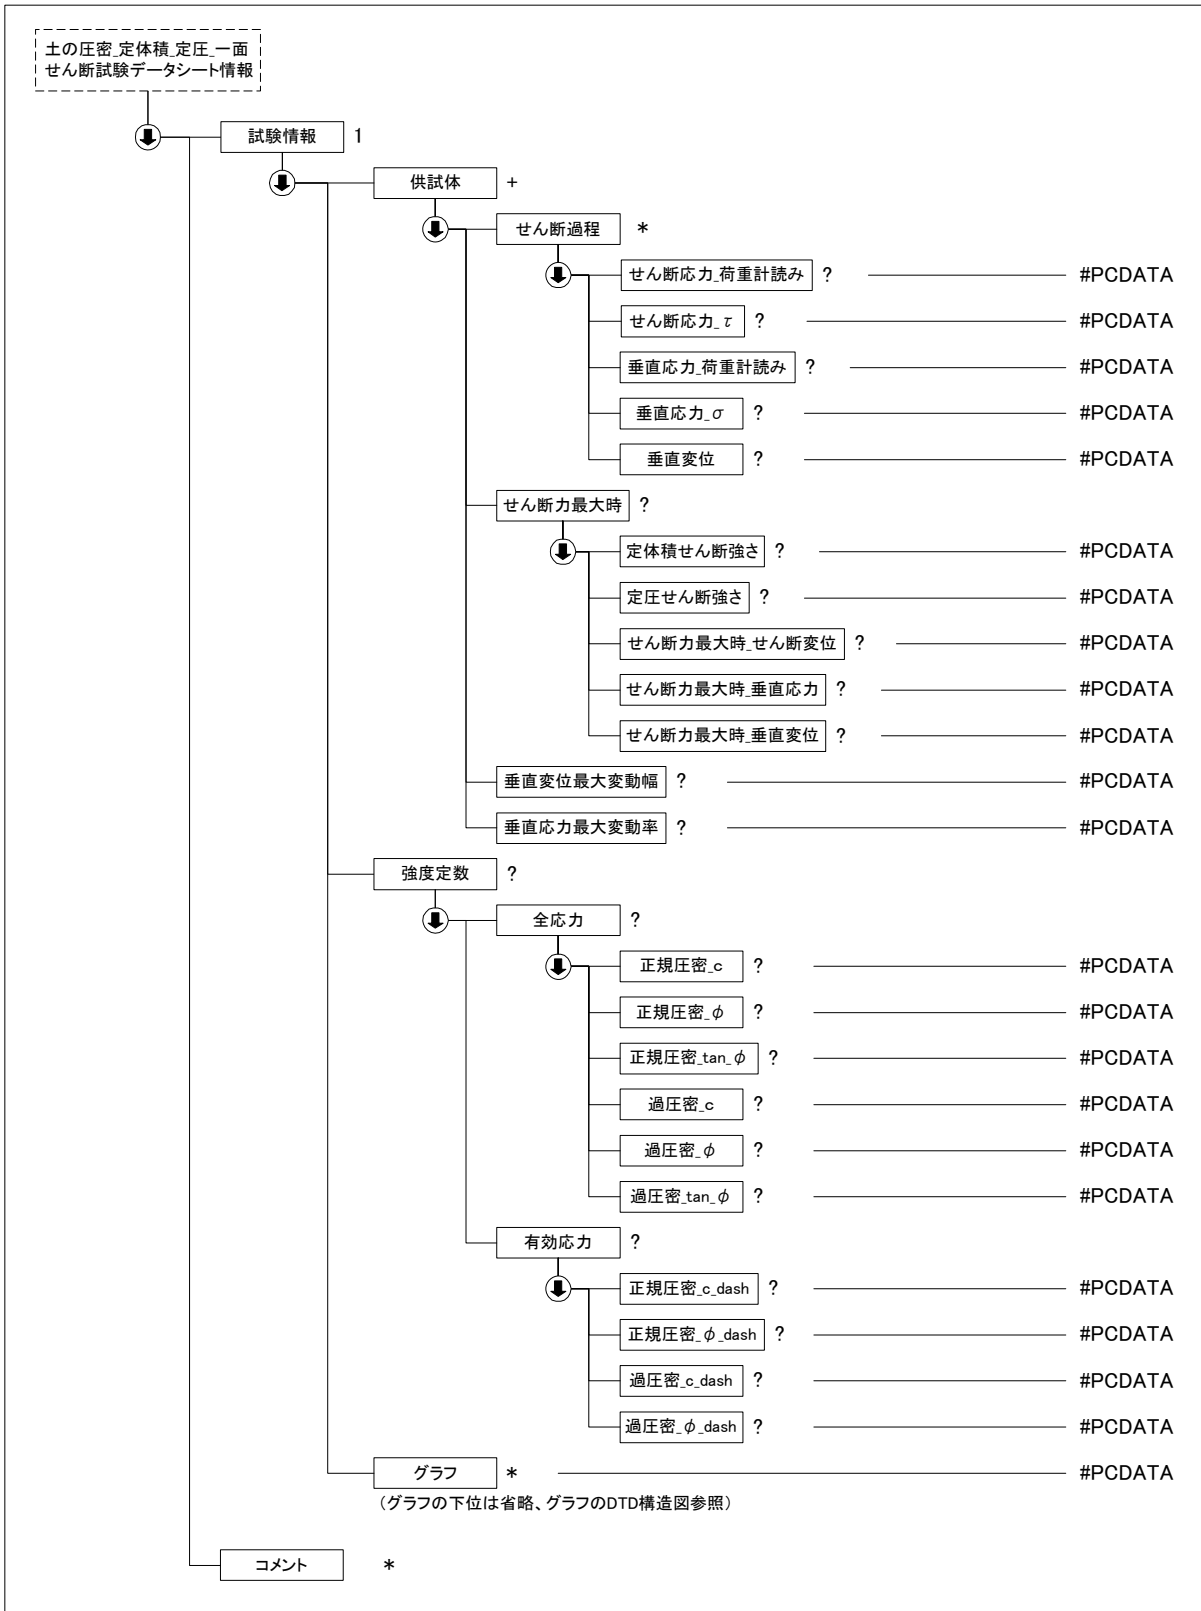 土の圧密_定体積_定圧_一面
せん断試験データシート情報
試験情報 1
供試体 +
せん断過程 *
せん断応力_荷重計読み ? #PCDATA
せん断応力_τ ? #PCDATA
垂直応力_荷重計読み ? #PCDATA
垂直応力_σ ? #PCDATA
垂直変位 ? #PCDATA
せん断力最大時 ?
定体積せん断強さ ? #PCDATA
定圧せん断強さ ? #PCDATA
せん断力最大時_せん断変位 ? #PCDATA
せん断力最大時_垂直応力 ? #PCDATA
せん断力最大時_垂直変位 ? #PCDATA
垂直変位最大変動幅 ? #PCDATA
垂直応力最大変動率 ? #PCDATA
強度定数 ?
全応力 ?
正規圧密_c ? #PCDATA
正規圧密_φ ? #PCDATA
正規圧密_tan_φ ? #PCDATA
過圧密_c ? #PCDATA
過圧密_φ ? #PCDATA
過圧密_tan_φ ? #PCDATA
有効応力 ?
正規圧密_c_dash ? #PCDATA
正規圧密_φ_dash ? #PCDATA
過圧密_c_dash ? #PCDATA
過圧密_φ_dash ? #PCDATA
グラフ * #PCDATA
（グラフの下位は省略、グラフのDTD構造図参照）
コメント *